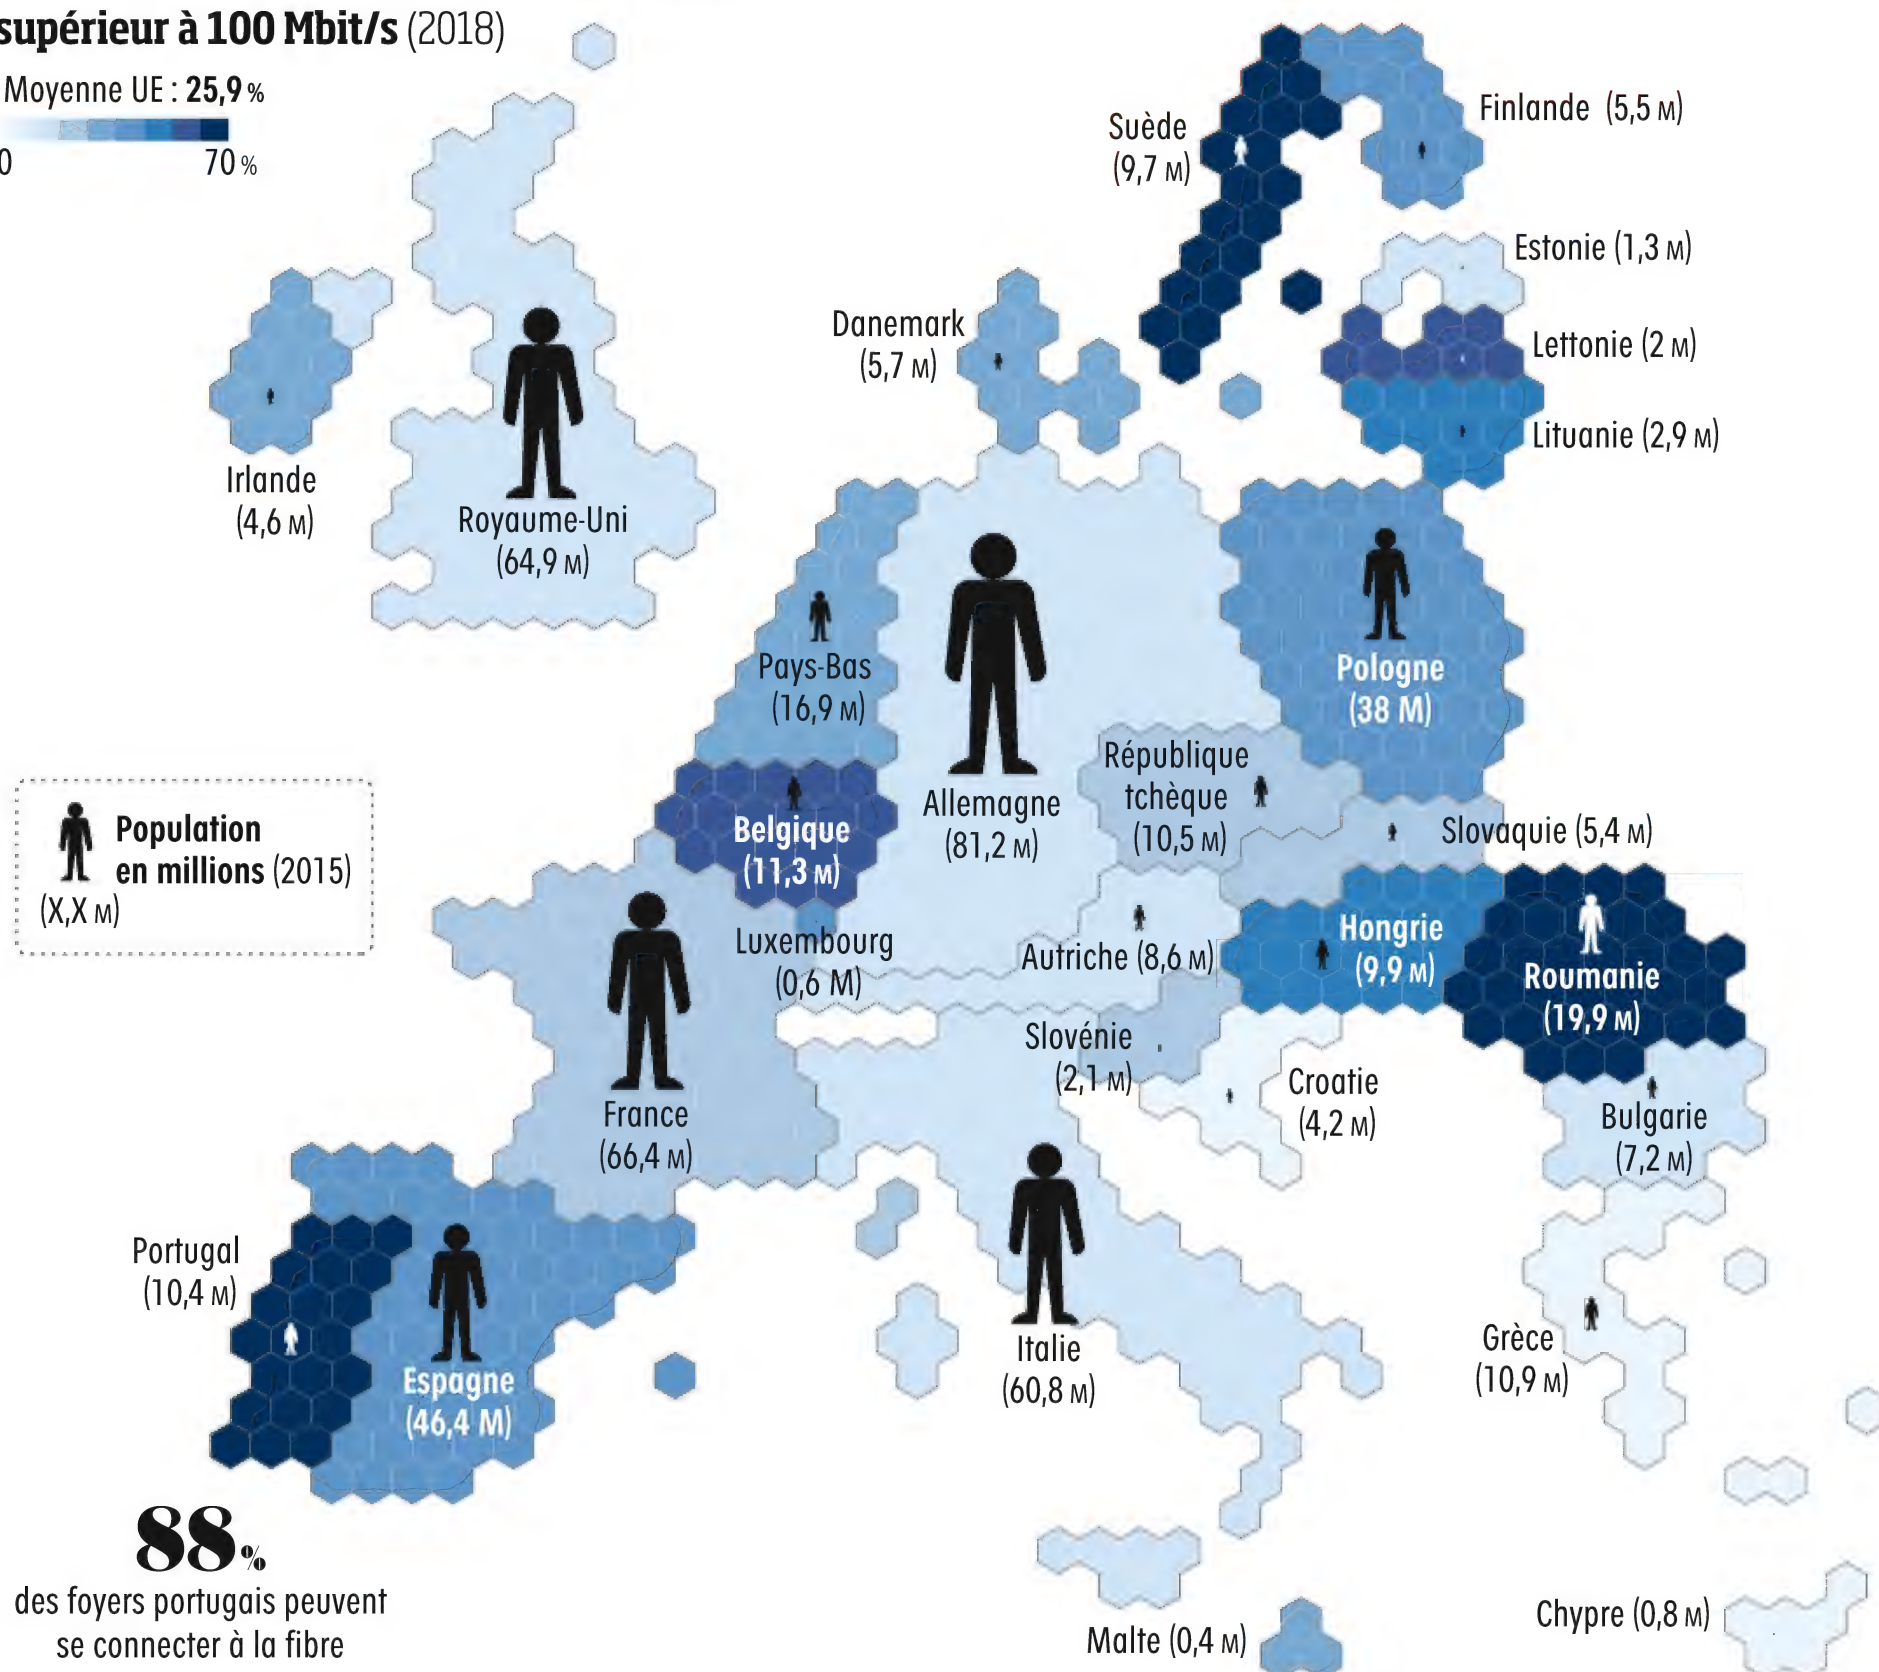 supérieur à 100 Mbit/s (2018)
Moyenne UE : 25,9 %
0
70 %
Suède
(9,7 M)
Finlande (5,5 M)
Estonie (1,3 M)
Danemark
(5,7 M)
Lettonie (2 M)
Lituanie (2,9 M)
Irlande
(4,6 M)
Royaume-Uni
(64,9 M)
Pays-Bas
(16,9 M)
Pologne
(38 M)
République
tchèque
(10,5 M)
Allemagne
(81,2 M)
Population
en millions (2015)
(X,X M)
Belgique
(11,3 M)
Slovaquie (5,4 M)
Luxembourg
(0,6 M)
Autriche (8,6 M)
Hongrie
(9,9 M)
Roumanie
(19,9 M)
Slovénie
(2,1 M)
Croatie
(4,2 M)
France
(66,4 M)
Bulgarie
(7,2 M)
Portugal
(10,4 M)
Espagne
(46,4 M)
Italie
(60,8 M)
Grèce
(10,9 M)
88 %
des foyers portugais peuvent
se connecter à la fibre
Malte (0,4 M)
Chypre (0,8 M)